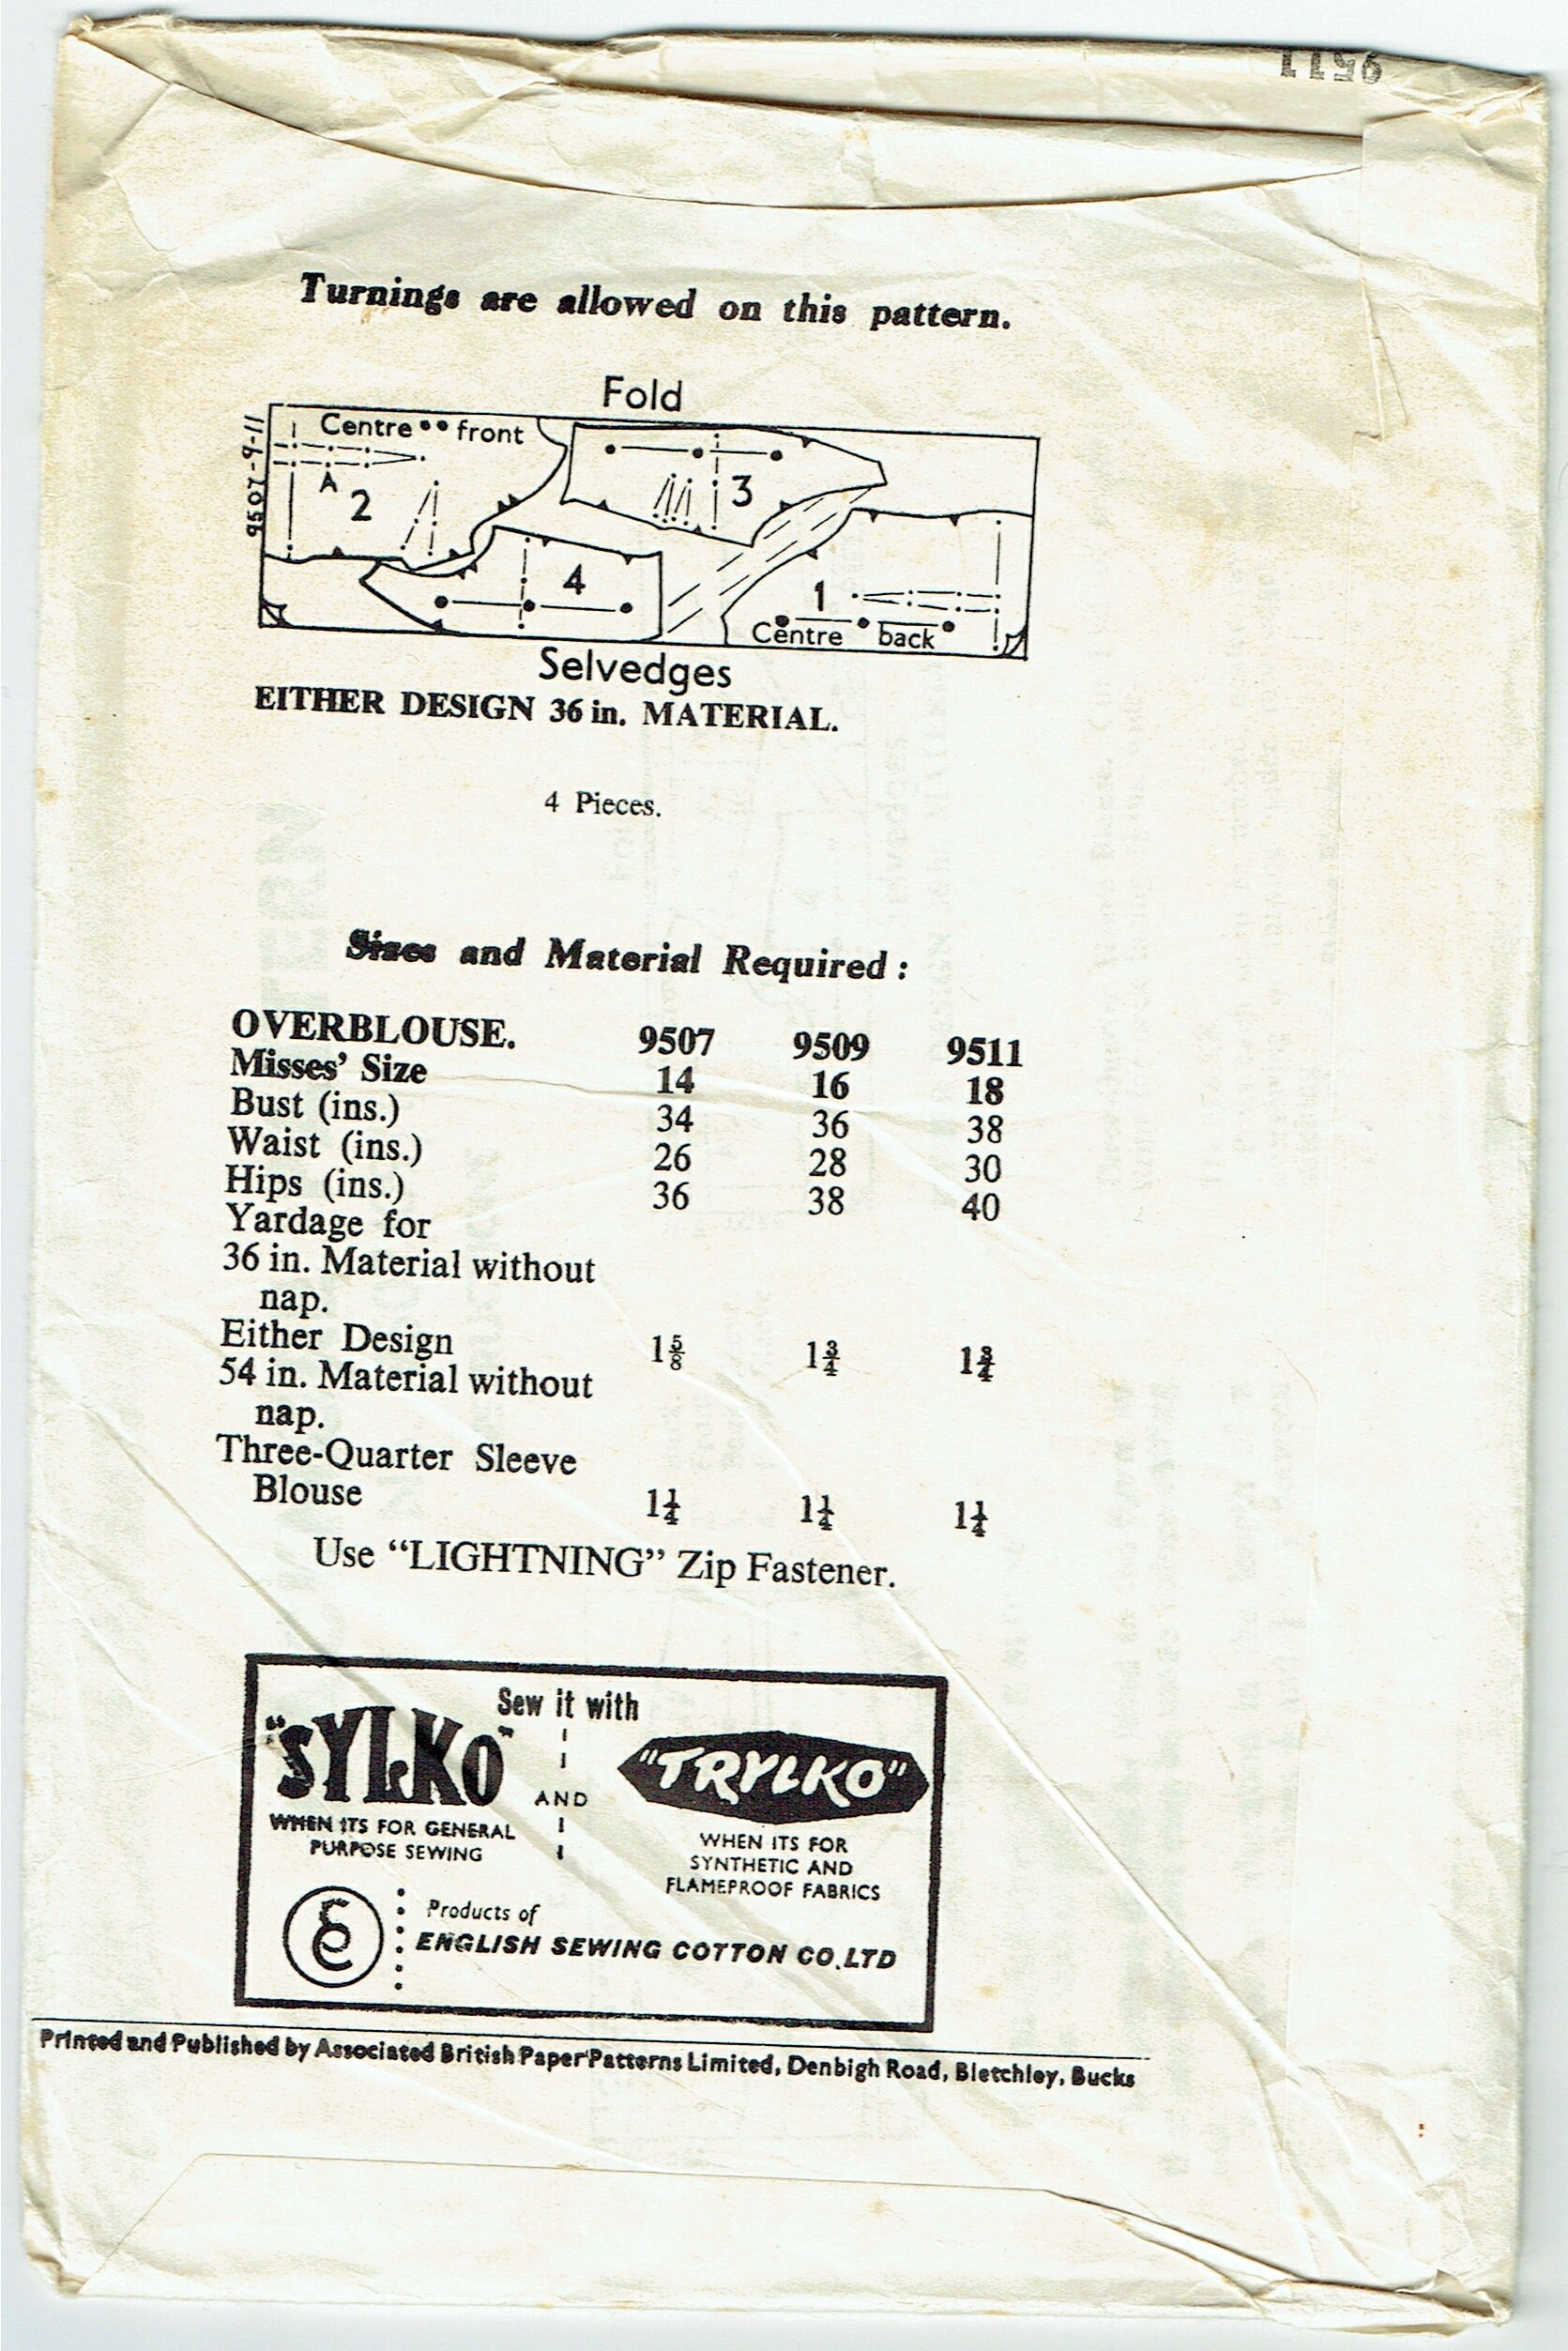 9511
Turnings are allowed on this pattern.
Fold
9507-9-11
Centre front
A
2
3
4
1
Centre back
Selvedges
EITHER DESIGN 36 in. MATERIAL.
4 Pieces.
Sizes and Material Required :
OVERBLOUSE. 9507 9509 9511
Misses’ Size 14 16 18
Bust (ins.) 34 36 38
Waist (ins.) 26 28 30
Hips (ins.) 36 38 40
Yardage for
36 in. Material without
nap.
Either Design 1⅝ 1¾ 1¾
54 in. Material without
nap.
Three-Quarter Sleeve
Blouse 1¼ 1¼ 1¼
Use “LIGHTNING” Zip Fastener.
Sew it with
“SYLKO”
AND
“TRYLKO”
WHEN ITS FOR GENERAL
PURPOSE SEWING
WHEN ITS FOR
SYNTHETIC AND
FLAMEPROOF FABRICS
Products of
ENGLISH SEWING COTTON CO. LTD
Printed and Published by Associated British Paper Patterns Limited, Denbigh Road, Bletchley, Bucks